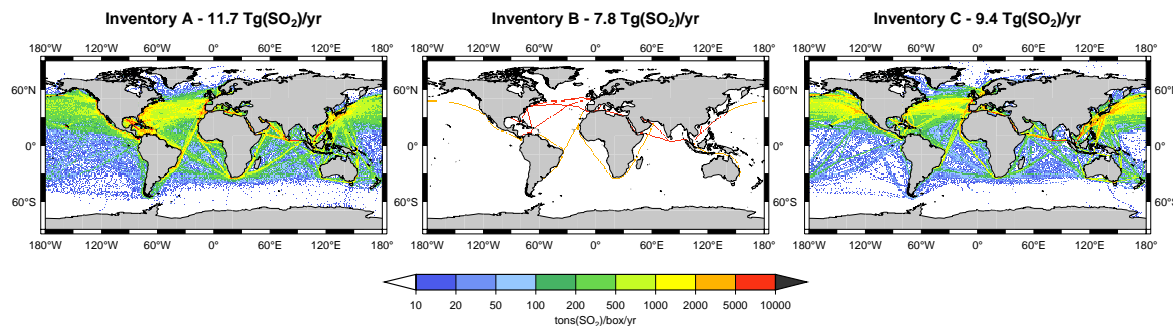 Inventory A - 11.7 Tg(SO₂)/yr
Inventory B - 7.8 Tg(SO₂)/yr
Inventory C - 9.4 Tg(SO₂)/yr
180°W 120°W 60°W 0° 60°E 120°E 180°E
180°W 120°W 60°W 0° 60°E 120°E 180°E
180°W 120°W 60°W 0° 60°E 120°E 180°E
60°N 60°N 60°N 60°N
0° 0° 0° 0°
60°S 60°S 60°S 60°S
180°W 120°W 60°W 0° 60°E 120°E 180°E
180°W 120°W 60°W 0° 60°E 120°E 180°E
180°W 120°W 60°W 0° 60°E 120°E 180°E
10 20 50 100 200 500 1000 2000 5000 10000
tons(SO₂)/box/yr